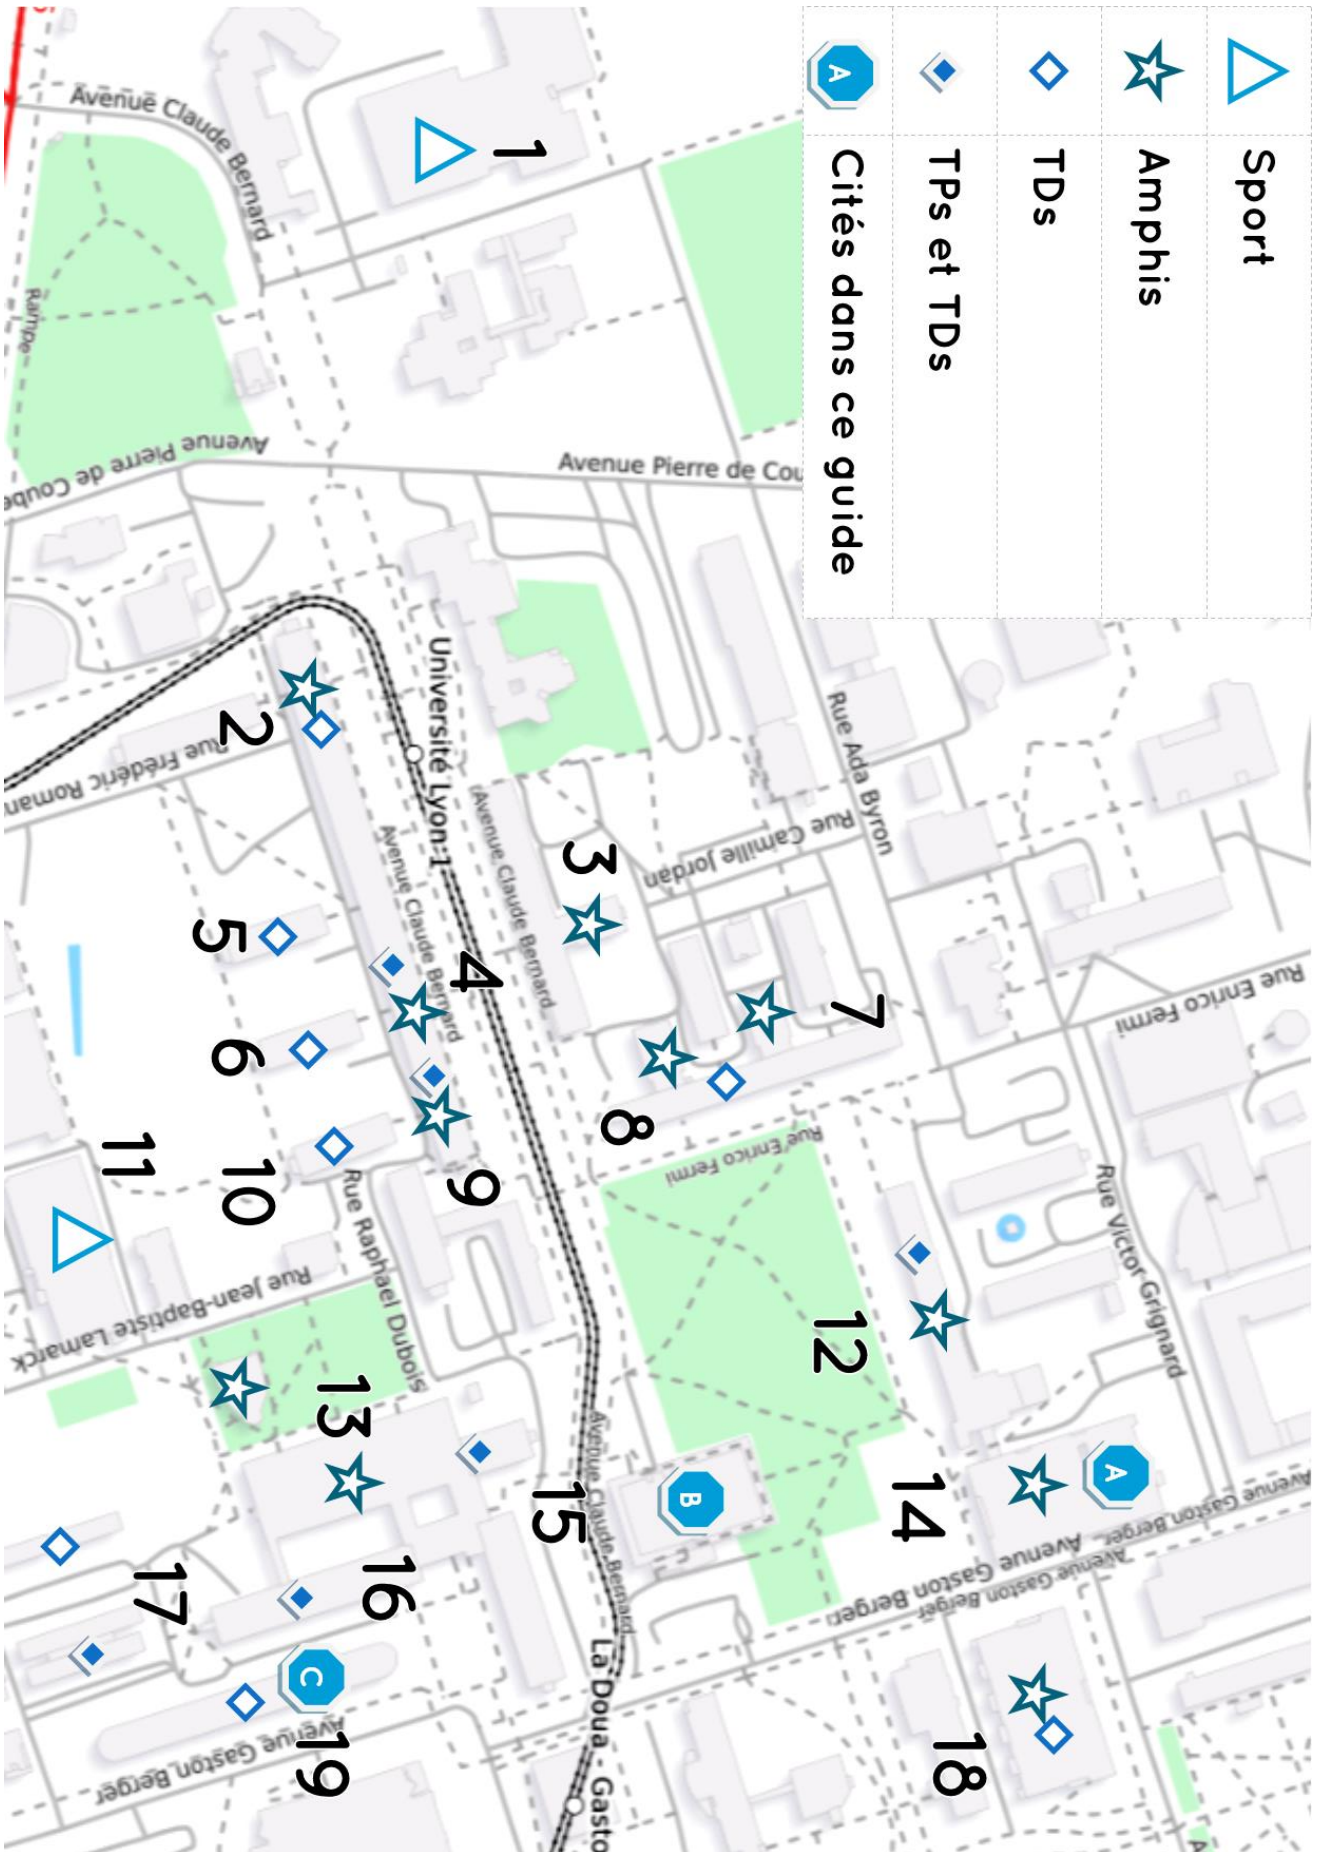 Sport
Amphis
TDs
TPs et TDs
A
Cités dans ce guide
Avenue Claude Bernard
1
Rampe
Avenue Pierre de Coube
Avenue Pierre de Cou
Université Lyon 1
2
Rue Frédéric Roman
Avenue Claude Bernard
Avenue Claude Bernard
3
Rue Camille Jordan
Rue Ada Byron
4
5
6
7
8
9
10
11
Rue Enrico Fermi
Rue Enrico Fermi
Rue Victor Grignard
Rue Raphael Dubois
Rue Jean-Baptiste Lamarck
12
13
14
A
B
15
Avenue Claude Bernard
16
17
Avenue Gaston Berger
Avenue Gaston Berger
Avenue Gaston Berger
18
C
19
Avenue Gaston Berger
La Doua
Gasto
A